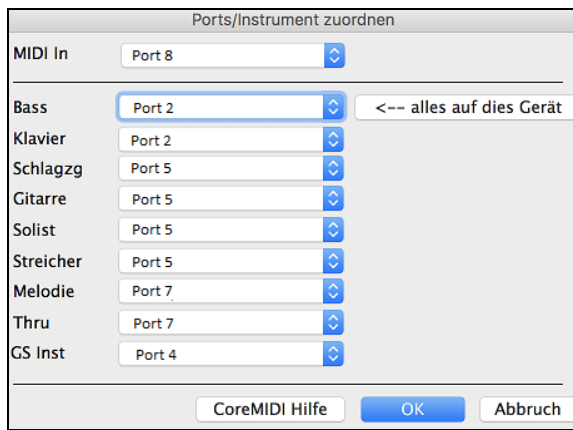 Ports/Instrument zuordnen
MIDI In Port 8
Bass Port 2 <-- alles auf dies Gerät
Klavier Port 2
Schlagzg Port 5
Gitarre Port 5
Solist Port 5
Streicher Port 5
Melodie Port 7
Thru Port 7
GS Inst Port 4
CoreMIDI Hilfe OK Abbruch